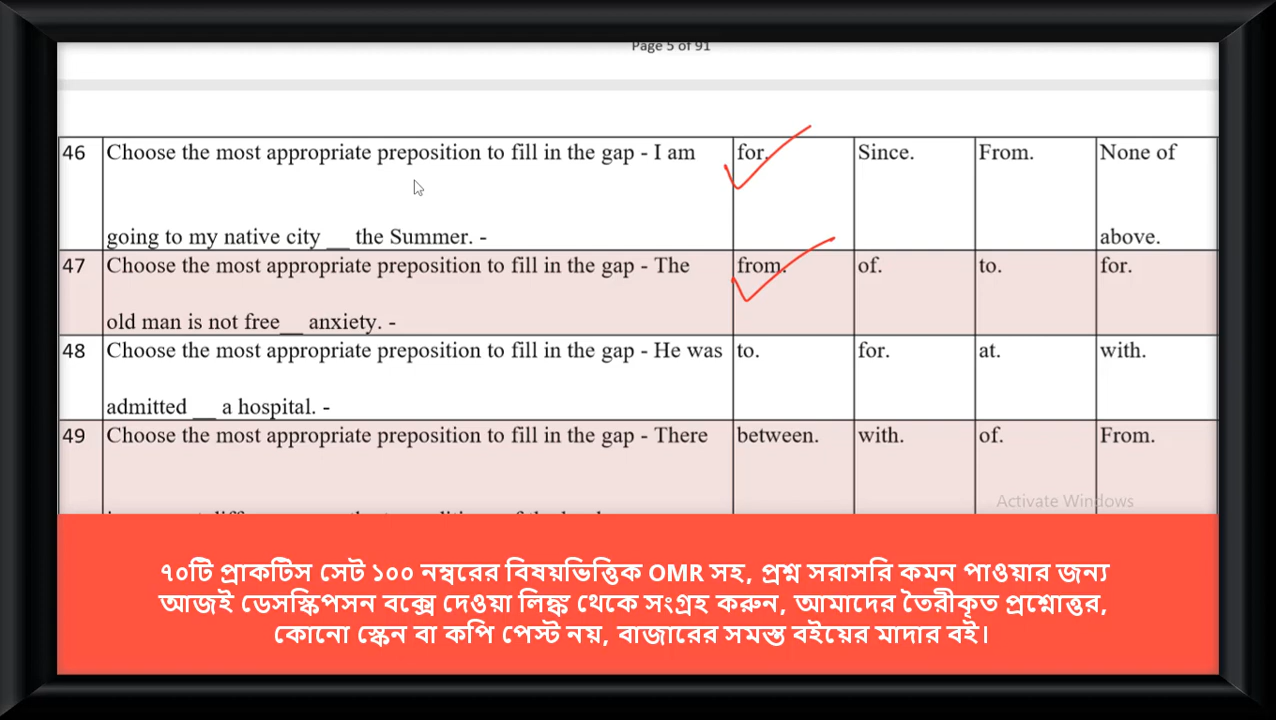 Page 5 of 91
46 Choose the most appropriate preposition to fill in the gap - I am for. Since. From. None of
going to my native city __ the Summer. - above.
47 Choose the most appropriate preposition to fill in the gap - The from. of. to. for.
old man is not free__ anxiety. -
48 Choose the most appropriate preposition to fill in the gap - He was to. for. at. with.
admitted __ a hospital. -
49 Choose the most appropriate preposition to fill in the gap - There between. with. of. From.
Activate Windows
৭০টি প্রাকটিস সেট ১০০ নম্বরের বিষয়ভিত্তিক OMR সহ, প্রশ্ন সরাসরি কমন পাওয়ার জন্য
আজই ডেসস্ক্রিপসন বক্সে দেওয়া লিঙ্ক থেকে সংগ্রহ করুন, আমাদের তৈরীকৃত প্রশ্নোত্তর,
কোনো স্কেন বা কপি পেস্ট নয়, বাজারের সমস্ত বইয়ের মাদার বই।